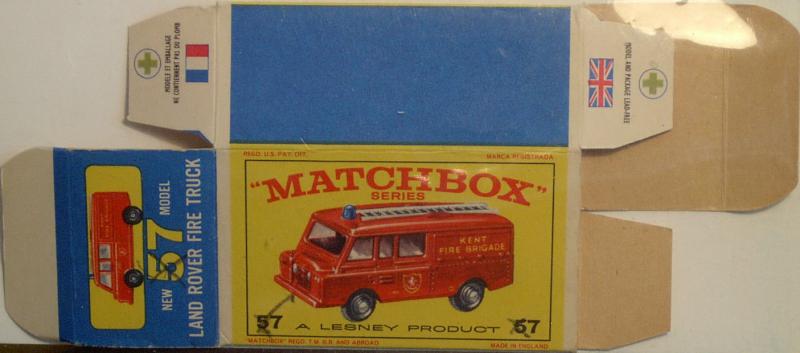 MODELE ET EMBALLAGE
NE CONTIENNENT PAS DU PLOMB
MODEL AND PACKAGE LEAD-FREE
REGD. U.S. PAT. OFF.
MARCA REGISTRADA
"MATCHBOX"
SERIES
KENT
FIRE BRIGADE
57
A LESNEY PRODUCT
57
"MATCHBOX" REGD. T.M. G.B. AND ABROAD
MADE IN ENGLAND
NEW 57 MODEL
LAND ROVER FIRE TRUCK